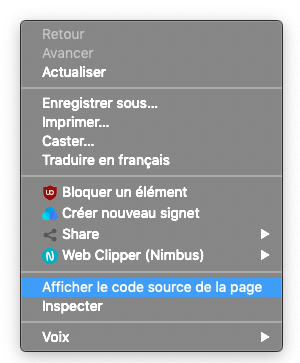 Retour
Avancer
Actualiser
Enregistrer sous...
Imprimer...
Caster...
Traduire en français
Bloquer un élément
Créer nouveau signet
Share
Web Clipper (Nimbus)
Afficher le code source de la page
Inspecter
Voix